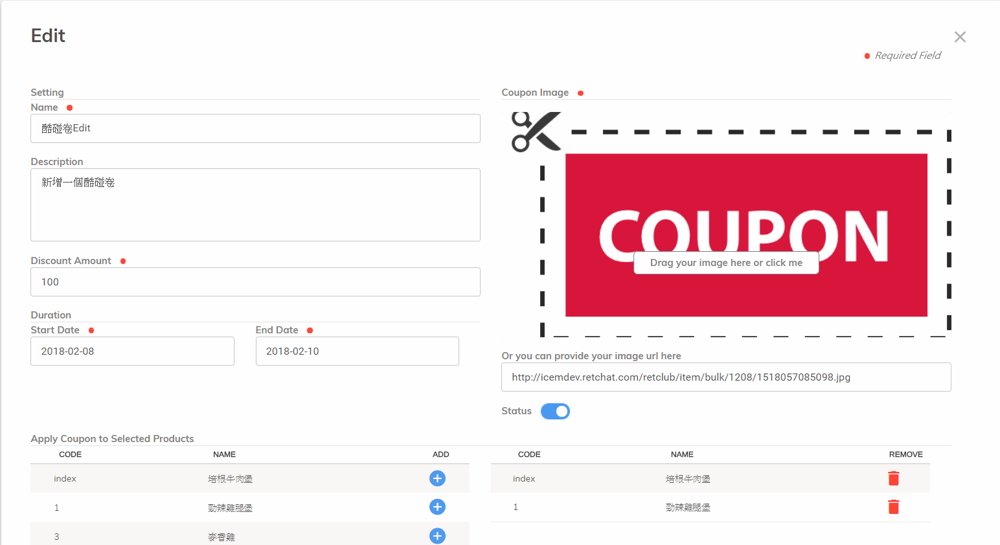 Edit
Required Field
Setting
Name
酷碰卷Edit
Description
新增一個酷碰卷
Discount Amount
100
Duration
Start Date
End Date
2018-02-08
2018-02-10
Coupon Image
COUPON
Drag your image here or click me
Or you can provide your image url here
http://icemdev.retchat.com/retclub/item/bulk/1208/1518057085098.jpg
Status
Apply Coupon to Selected Products
CODE NAME ADD
index 培根牛肉堡
1 勁辣雞腿堡
3 麥香雞
CODE NAME REMOVE
index 培根牛肉堡
1 勁辣雞腿堡